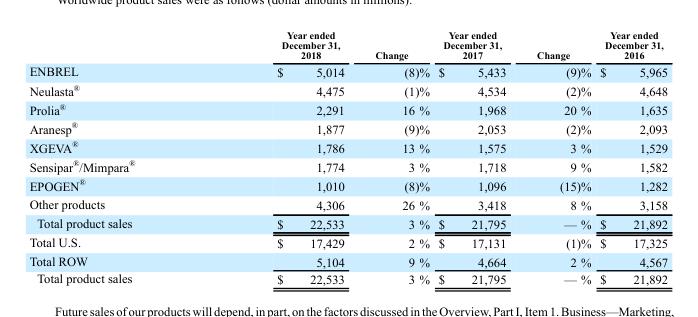 Worldwide product sales were as follows (dollar amounts in millions):
Year ended December 31, 2018 Change Year ended December 31, 2017 Change Year ended December 31, 2016
ENBREL $ 5,014 (8)% $ 5,433 (9)% $ 5,965
Neulasta® 4,475 (1)% 4,534 (2)% 4,648
Prolia® 2,291 16 % 1,968 20 % 1,635
Aranesp® 1,877 (9)% 2,053 (2)% 2,093
XGEVA® 1,786 13 % 1,575 3 % 1,529
Sensipar®/Mimpara® 1,774 3 % 1,718 9 % 1,582
EPOGEN® 1,010 (8)% 1,096 (15)% 1,282
Other products 4,306 26 % 3,418 8 % 3,158
Total product sales $ 22,533 3 % $ 21,795 — % $ 21,892
Total U.S. $ 17,429 2 % $ 17,131 (1)% $ 17,325
Total ROW 5,104 9 % 4,664 2 % 4,567
Total product sales $ 22,533 3 % $ 21,795 — % $ 21,892
Future sales of our products will depend, in part, on the factors discussed in the Overview, Part I, Item 1. Business—Marketing,